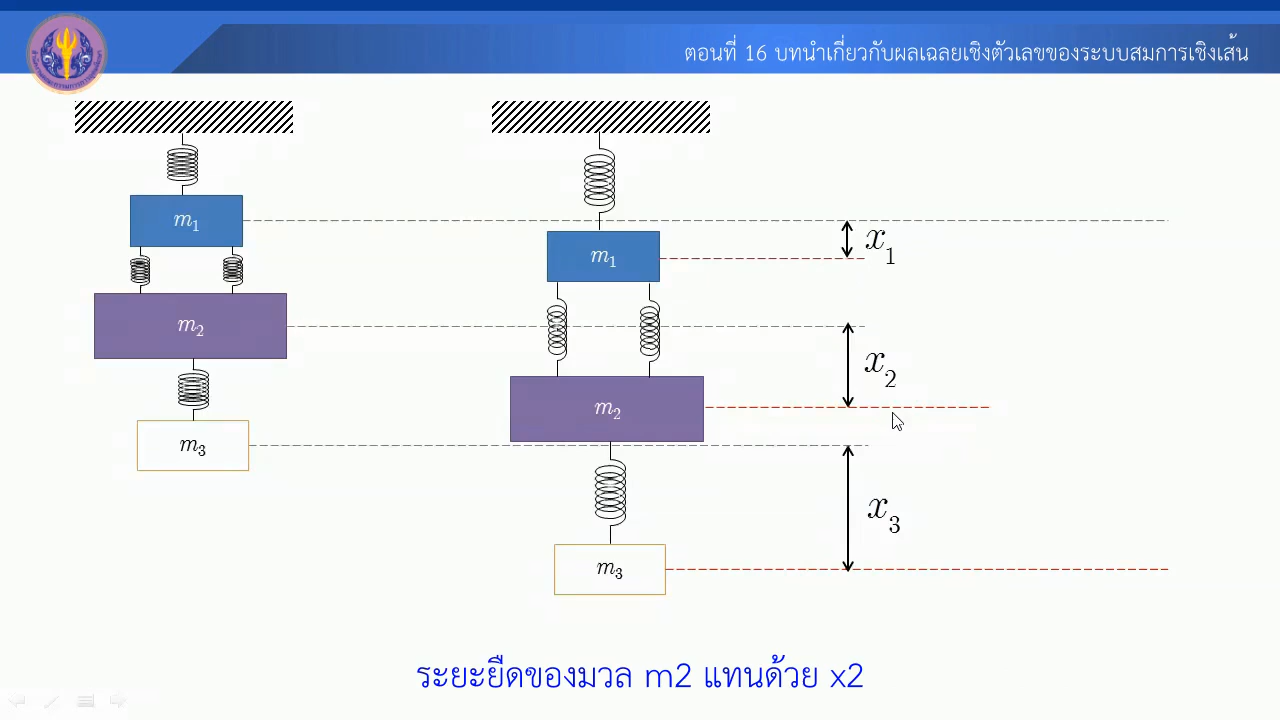 ตอนที่ 16 บทนำเกี่ยวกับผลเฉลยเชิงตัวเลขของระบบสมการเชิงเส้น
m1
m1
x1
m2
x2
m2
m3
x3
m3
ระยะยืดของมวล m2 แทนด้วย x2